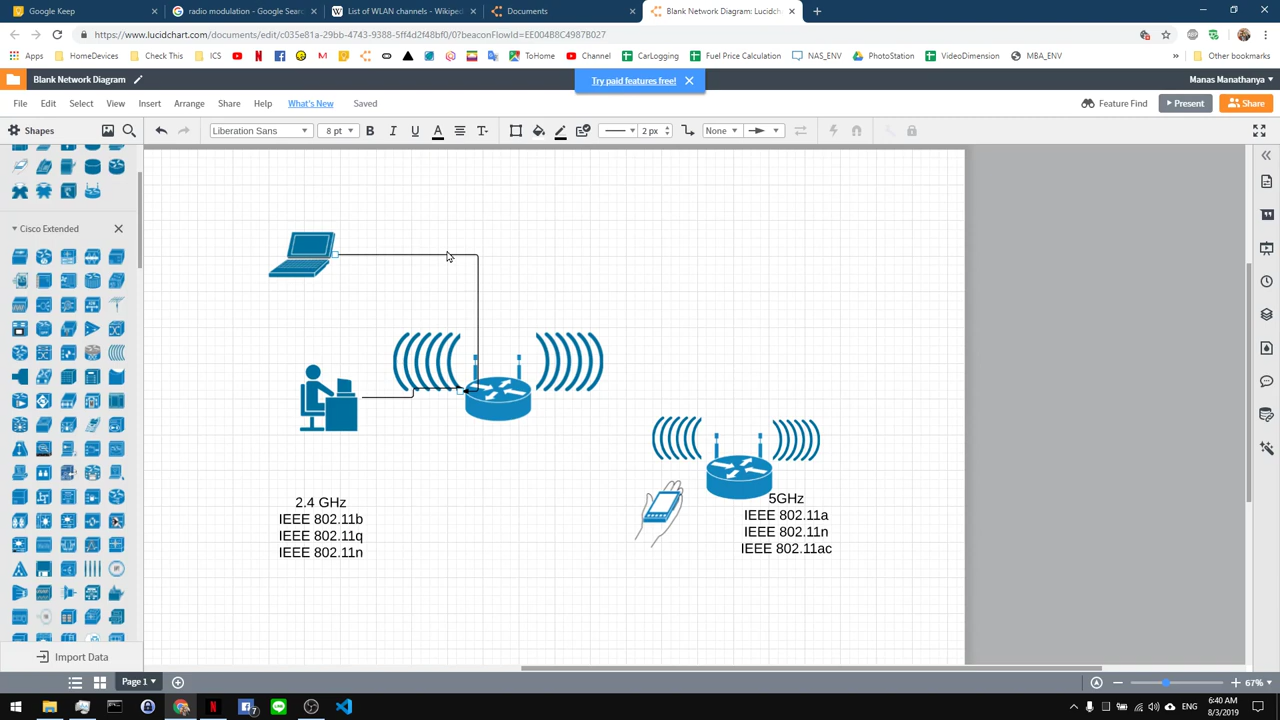 Google Keep
radio modulation - Google Sear
List of WLAN channels - Wikiped
Documents
Blank Network Diagram: Lucidch
https://www.lucidchart.com/documents/edit/c035e81a-29bb-4743-9388-5ff4d2f48bf0/0?beaconFlowId=EE004B8C49878027
Apps
HomeDevices
Check This
ICS
ToHome
Channel
CarLogging
Fuel Price Calculation
NAS_ENV
PhotoStation
VideoDimension
MBA_ENV
Other bookmarks
Blank Network Diagram
Try paid features free!
Manas Manathanya
File Edit Select View Insert Arrange Share Help What's New Saved
Feature Find
Present
Share
Shapes
Liberation Sans
8 pt
B I U
2 px
None
Cisco Extended
2.4 GHz
IEEE 802.11b
IEEE 802.11q
IEEE 802.11n
5GHz
IEEE 802.11a
IEEE 802.11n
IEEE 802.11ac
Import Data
Page 1
67%
ENG
6:40 AM
8/3/2019